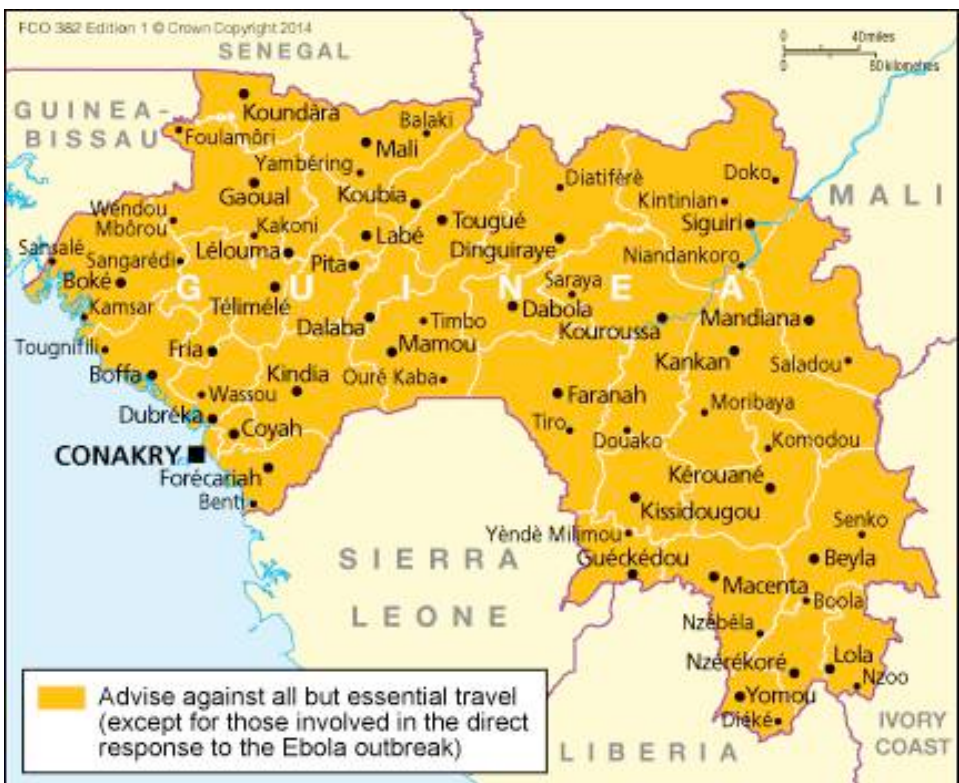 FCO 382 Edition 1 © Crown Copyright 2014
SENEGAL
0 40miles
0 60 kilometres
GUINEA-
BISSAU
Koundâra
Foulamôri
Balaki
Mali
Yambéring
Diatiférè
Doko
MALI
Gaoual
Koubia
Kintinian
Wéndou
Mbôrou
Kakoni
Tougué
Siguiri
Labé
Dinguiraye
Sansalé
Sangarédi
Lélouma
Pita
Niandankoro
Boké
GUINEA
Saraya
Kamsar
Télimélé
Dabola
Dalaba
Timbo
Kouroussa
Mandiana
Tougnifili
Fria
Mamou
Kankan
Saladou
Boffa
Kindia
Ouré Kaba
Wassou
Faranah
Moribaya
Dubréka
Coyah
Tiro
Douako
Komodou
CONAKRY
Forécariah
Kérouané
Benti
Kissidougou
Senko
Yèndè Milimou
SIERRA
LEONE
Guéckédou
Beyla
Macenta
Boola
Nzébéla
Nzérékoré
Lola
Nzoo
Yomou
Diéké
LIBERIA
IVORY
COAST
Advise against all but essential travel
(except for those involved in the direct
response to the Ebola outbreak)